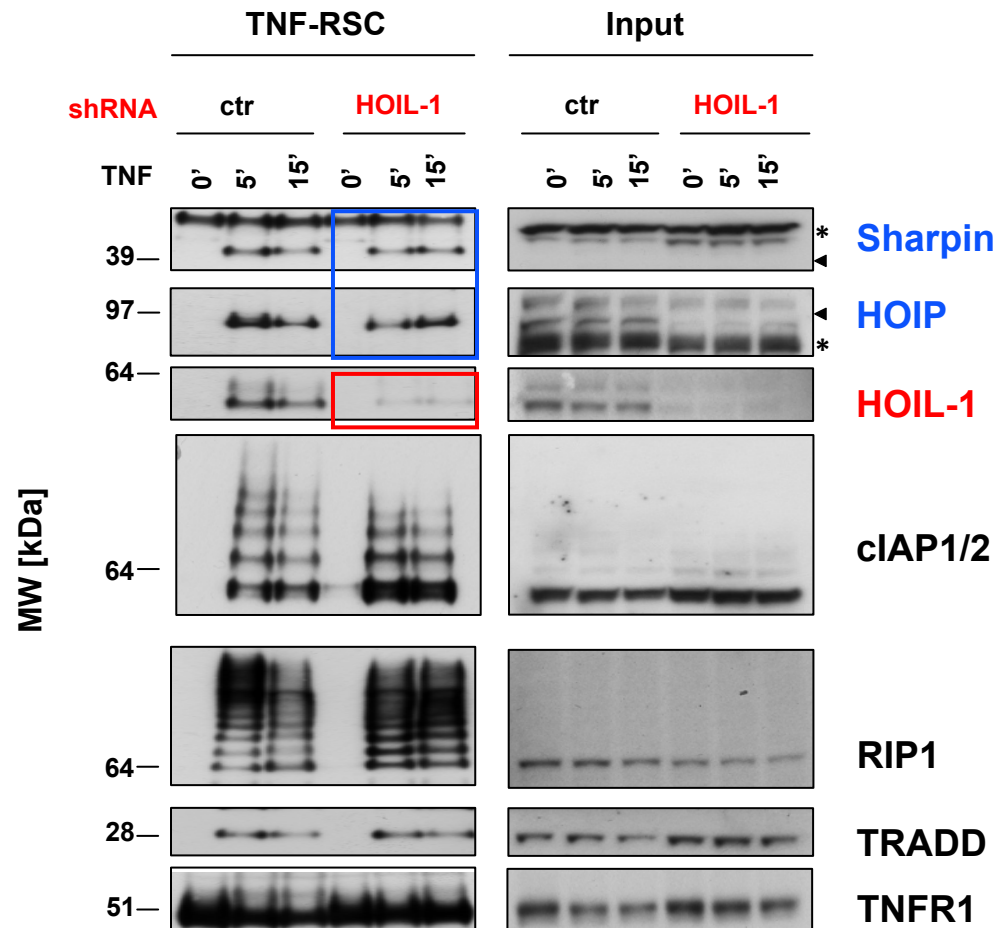 TNF-RSC Input
shRNA ctr HOIL-1 ctr HOIL-1
TNF 0' 5' 15' 0' 5' 15' 0' 5' 15' 0' 5' 15'
* Sharpin
39
97 HOIP
*
64
HOIL-1
MW [kDa]
cIAP1/2
64
RIP1
64
28 TRADD
51 TNFR1